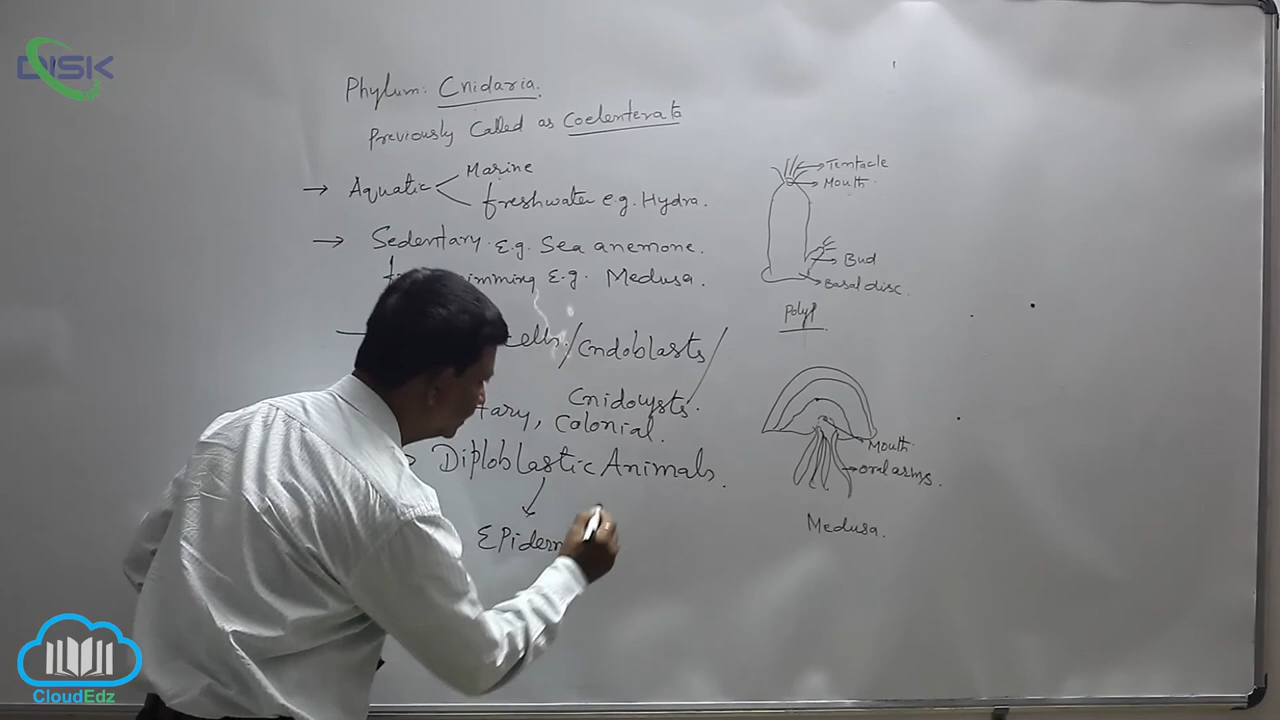 DISK
Phylum: Cnidaria.
Previously Called as Coelenterata
→ Aquatic
Marine
freshwater e.g. Hydra.
→ Sedentary. E.g. Sea anemone.
imming E.g. Medusa.
cells/Cndoblasts/
Cnidocysts.
tary, Colonial.
Diploblastic Animals.
EPiderm
Tentacle
Mouth
Bud
Basal disc.
Polyp
Mouth
oral arms.
Medusa.
CloudEdz